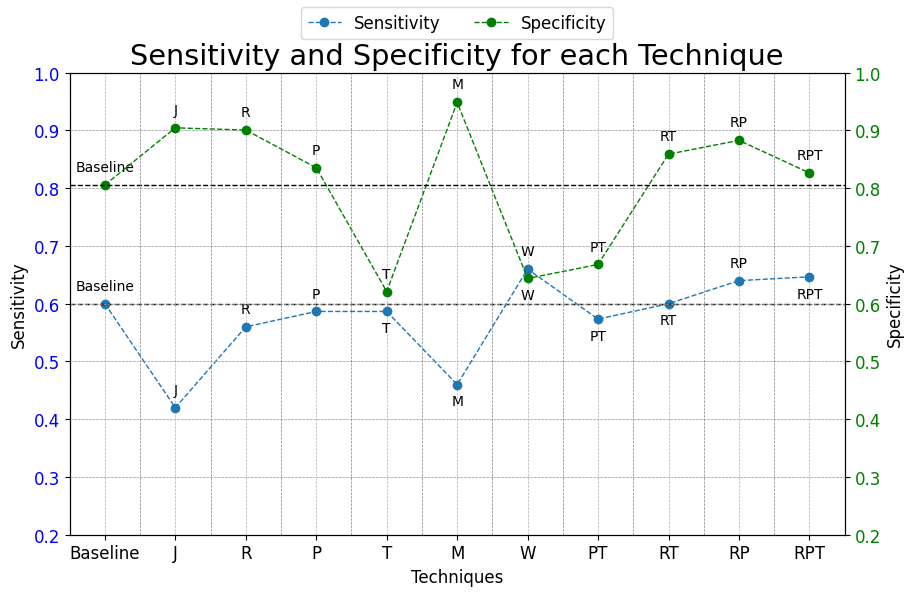 Sensitivity Specificity
Sensitivity and Specificity for each Technique
1.0 1.0
M
J R
0.9 0.9
RP
RT
P
RPT
Baseline
0.8 0.8
0.7 0.7
W PT
RP
T
Baseline
P W RPT
0.6 0.6
R
RT
T PT
0.5 0.5
J
M
0.4 0.4
0.3 0.3
0.2 0.2
Sensitivity
Specificity
Baseline J R P T M W PT RT RP RPT
Techniques